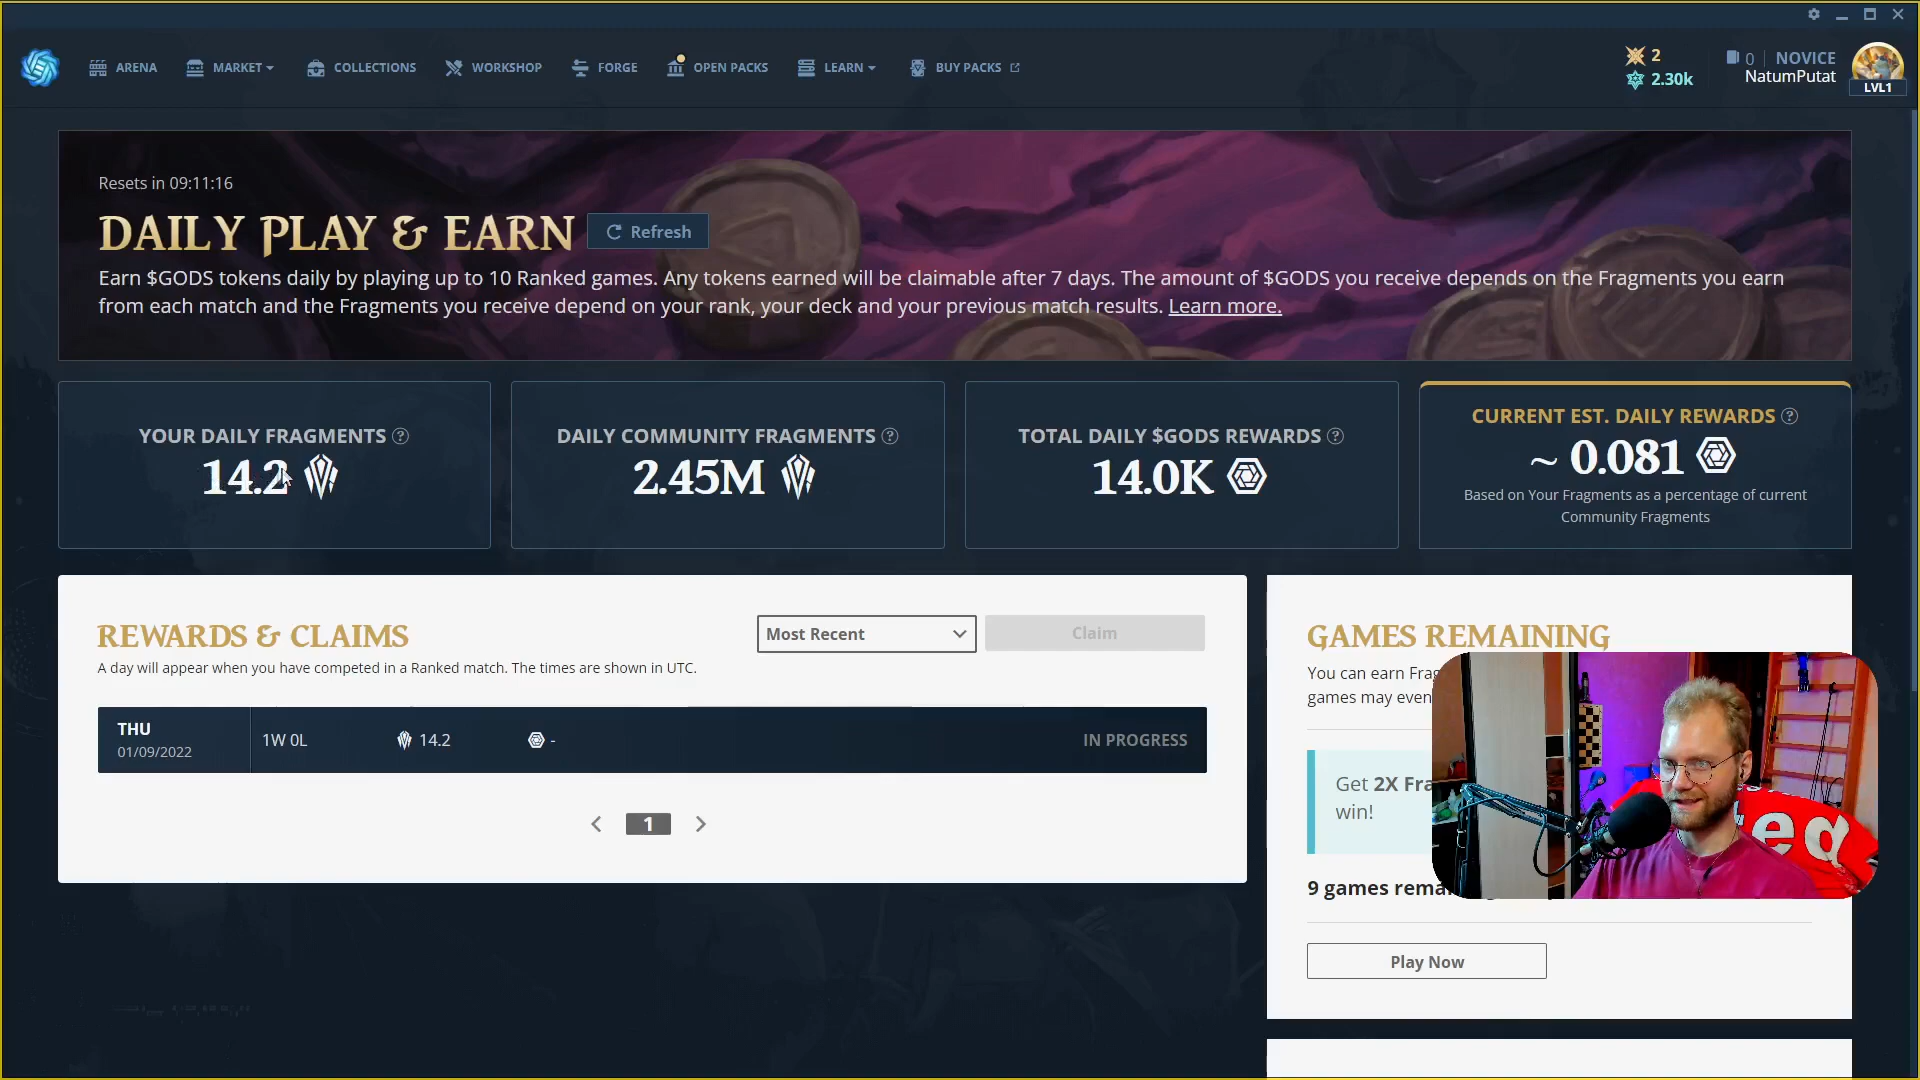 ARENA
MARKET
COLLECTIONS
WORKSHOP
FORGE
OPEN PACKS
LEARN
BUY PACKS
2
2.30k
0 | NOVICE
NatumPutat
LVL1
Resets in 09:11:16
DAILY PLAY & EARN
Refresh
Earn $GODS tokens daily by playing up to 10 Ranked games. Any tokens earned will be claimable after 7 days. The amount of $GODS you receive depends on the Fragments you earn
from each match and the Fragments you receive depend on your rank, your deck and your previous match results. Learn more.
YOUR DAILY FRAGMENTS ?
14.2
DAILY COMMUNITY FRAGMENTS ?
2.45M
TOTAL DAILY $GODS REWARDS ?
14.0K
CURRENT EST. DAILY REWARDS ?
~ 0.081
Based on Your Fragments as a percentage of current
Community Fragments
REWARDS & CLAIMS
A day will appear when you have competed in a Ranked match. The times are shown in UTC.
Most Recent
Claim
THU
01/09/2022
1W 0L
14.2
-
IN PROGRESS
1
GAMES REMAINING
You can earn
games may
Get 2X
win!
9 games
Play Now